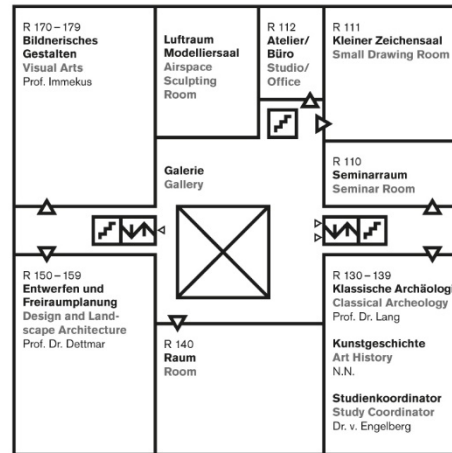 R 170 – 179
Bildnerisches
Gestalten
Visual Arts
Prof. Immekus
Luftraum
Modelliersaal
Airspace
Sculpting
Room
R 112
Atelier/
Büro
Studio/
Office
R 111
Kleiner Zeichensaal
Small Drawing Room
Galerie
Gallery
R 110
Seminarraum
Seminar Room
R 150 – 159
Entwerfen und
Freiraumplanung
Design and Land-
scape Architecture
Prof. Dr. Dettmar
R 140
Raum
Room
R 130 – 139
Klassische Archäologi
Classical Archeology
Prof. Dr. Lang
Kunstgeschichte
Art History
N.N.
Studienkoordinator
Study Coordinator
Dr. v. Engelberg